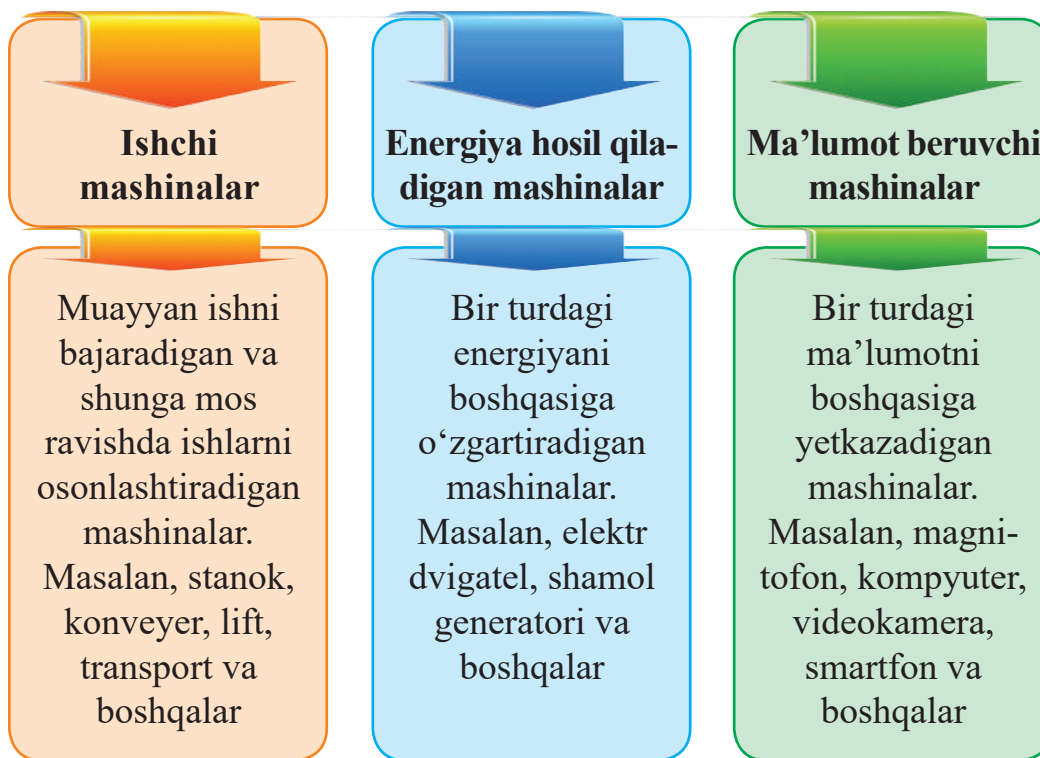 Ishchi
mashinalar
Energiya hosil qila-
digan mashinalar
Ma’lumot beruvchi
mashinalar
Muayyan ishni
bajaradigan va
shunga mos
ravishda ishlarni
osonlashtiradigan
mashinalar.
Masalan, stanok,
konveyer, lift,
transport va
boshqalar
Bir turdagi
energiyani
boshqasiga
o‘zgartiradigan
mashinalar.
Masalan, elektr
dvigatel, shamol
generatori va
boshqalar
Bir turdagi
ma’lumotni
boshqasiga
yetkazadigan
mashinalar.
Masalan, magni-
tofon, kompyuter,
videokamera,
smartfon va
boshqalar